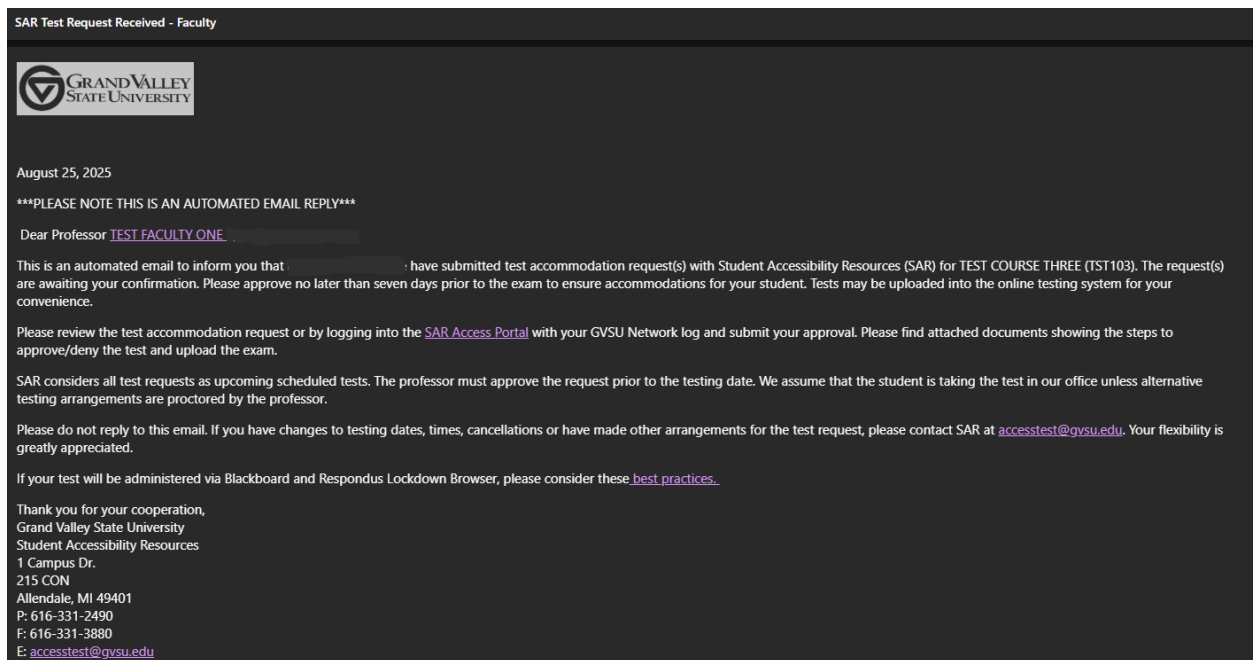 SAR Test Request Received - Faculty
GRAND VALLEY
STATE UNIVERSITY
August 25, 2025
***PLEASE NOTE THIS IS AN AUTOMATED EMAIL REPLY***
Dear Professor TEST FACULTY ONE
This is an automated email to inform you that have submitted test accommodation request(s) with Student Accessibility Resources (SAR) for TEST COURSE THREE (TST103). The request(s)
are awaiting your confirmation. Please approve no later than seven days prior to the exam to ensure accommodations for your student. Tests may be uploaded into the online testing system for your
convenience.
Please review the test accommodation request or by logging into the SAR Access Portal with your GVSU Network log and submit your approval. Please find attached documents showing the steps to
approve/deny the test and upload the exam.
SAR considers all test requests as upcoming scheduled tests. The professor must approve the request prior to the testing date. We assume that the student is taking the test in our office unless alternative
testing arrangements are proctored by the professor.
Please do not reply to this email. If you have changes to testing dates, times, cancellations or have made other arrangements for the test request, please contact SAR at accesstest@gvsu.edu. Your flexibility is
greatly appreciated.
If your test will be administered via Blackboard and Respondus Lockdown Browser, please consider these best practices.
Thank you for your cooperation,
Grand Valley State University
Student Accessibility Resources
1 Campus Dr.
215 CON
Allendale, MI 49401
P: 616-331-2490
F: 616-331-3880
E: accesstest@gvsu.edu